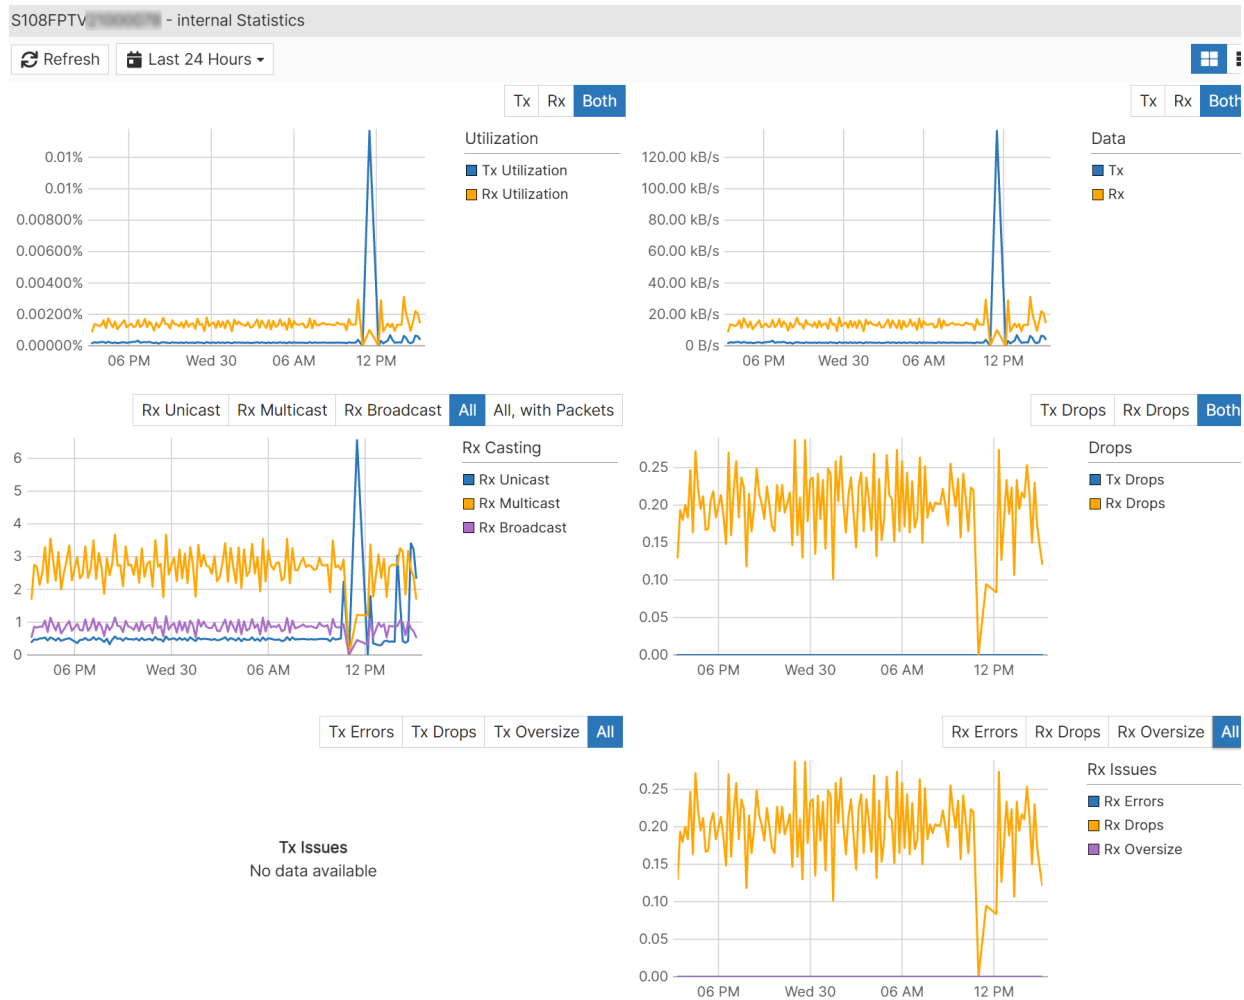 S108FPTV - internal Statistics
Refresh
Last 24 Hours
Tx Rx Both
Utilization
Tx Utilization
Rx Utilization
0.01%
0.01%
0.00800%
0.00600%
0.00400%
0.00200%
0.00000%
06 PM Wed 30 06 AM 12 PM
Tx Rx Both
Data
Tx
Rx
120.00 kB/s
100.00 kB/s
80.00 kB/s
60.00 kB/s
40.00 kB/s
20.00 kB/s
0 B/s
06 PM Wed 30 06 AM 12 PM
Rx Unicast Rx Multicast Rx Broadcast All All, with Packets
Rx Casting
Rx Unicast
Rx Multicast
Rx Broadcast
6
5
4
3
2
1
0
06 PM Wed 30 06 AM 12 PM
Tx Drops Rx Drops Both
Drops
Tx Drops
Rx Drops
0.25
0.20
0.15
0.10
0.05
0.00
06 PM Wed 30 06 AM 12 PM
Tx Errors Tx Drops Tx Oversize All
Tx Issues
No data available
Rx Errors Rx Drops Rx Oversize All
Rx Issues
Rx Errors
Rx Drops
Rx Oversize
0.25
0.20
0.15
0.10
0.05
0.00
06 PM Wed 30 06 AM 12 PM